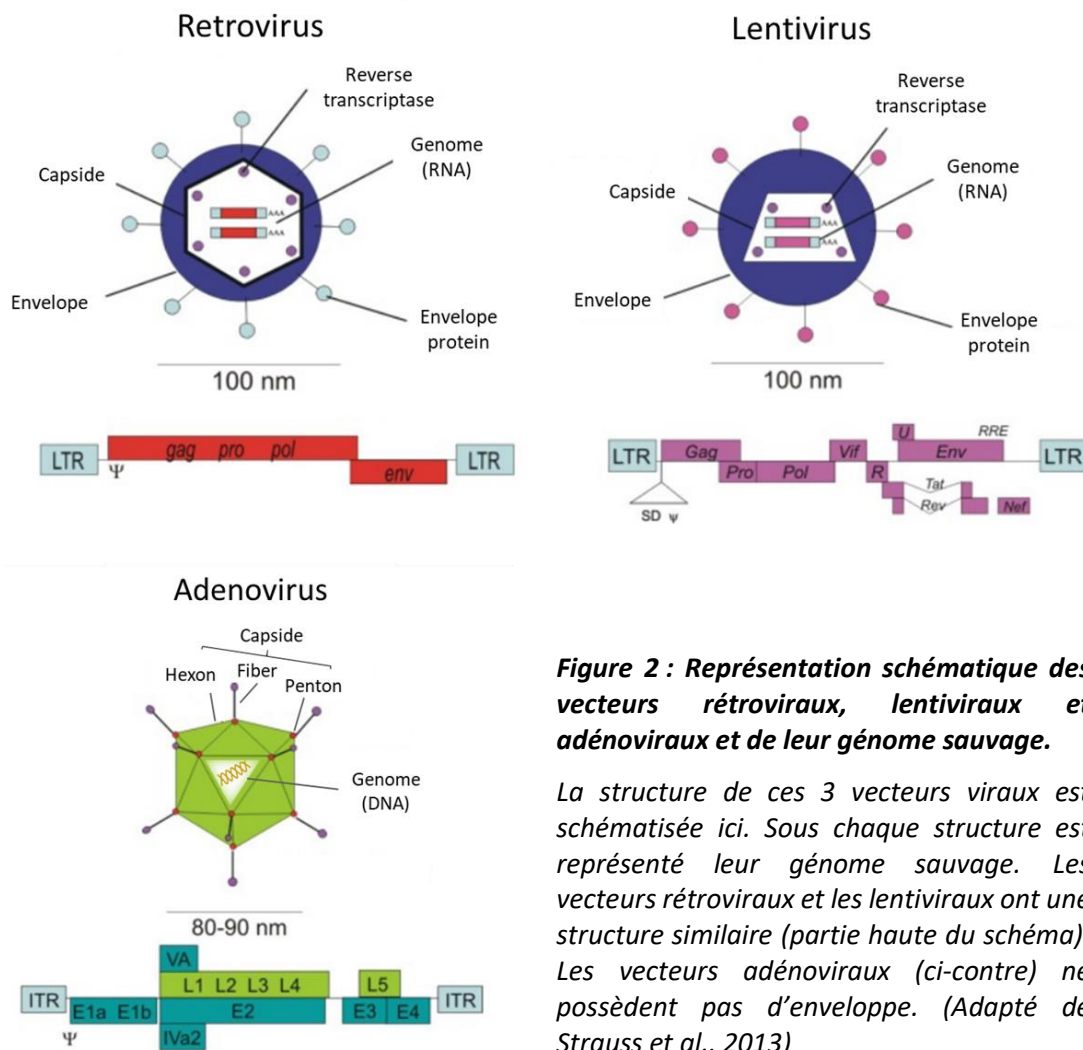 Retrovirus
Reverse
transcriptase
Genome
(RNA)
Capside
AAA
AAA
Envelope
Envelope
protein
100 nm
LTR
Ψ
gag pro pol
env
LTR
Lentivirus
Reverse
transcriptase
Genome
(RNA)
Capside
AAA
AAA
Envelope
Envelope
protein
100 nm
LTR
Gag
Pro
Pol
Vif
R
U
Env
RRE
Tat
Rev
Nef
LTR
SD Ψ
Adenovirus
Capside
Hexon
Fiber
Penton
Genome
(DNA)
80-90 nm
VA
L1 L2 L3 L4
L5
ITR
E1a E1b
E2
E3
E4
ITR
Ψ
IVa2
Figure 2 : Représentation schématique des
vecteurs rétroviraux, lentiviraux et
adénoviraux et de leur génome sauvage.
La structure de ces 3 vecteurs viraux est
schématisée ici. Sous chaque structure est
représenté leur génome sauvage. Les
vecteurs rétroviraux et les lentiviraux ont une
structure similaire (partie haute du schéma).
Les vecteurs adénoviraux (ci-contre) ne
possèdent pas d’enveloppe. (Adapté de
Strauss et al., 2013)